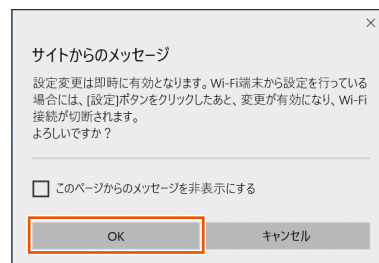 サイトからのメッセージ
設定変更は即時に有効となります。Wi-Fi端末から設定を行っている
場合には、[設定]ボタンをクリックしたあと、変更が有効になり、Wi-Fi
接続が切断されます。
よろしいですか？
このページからのメッセージを非表示にする
OK
キャンセル